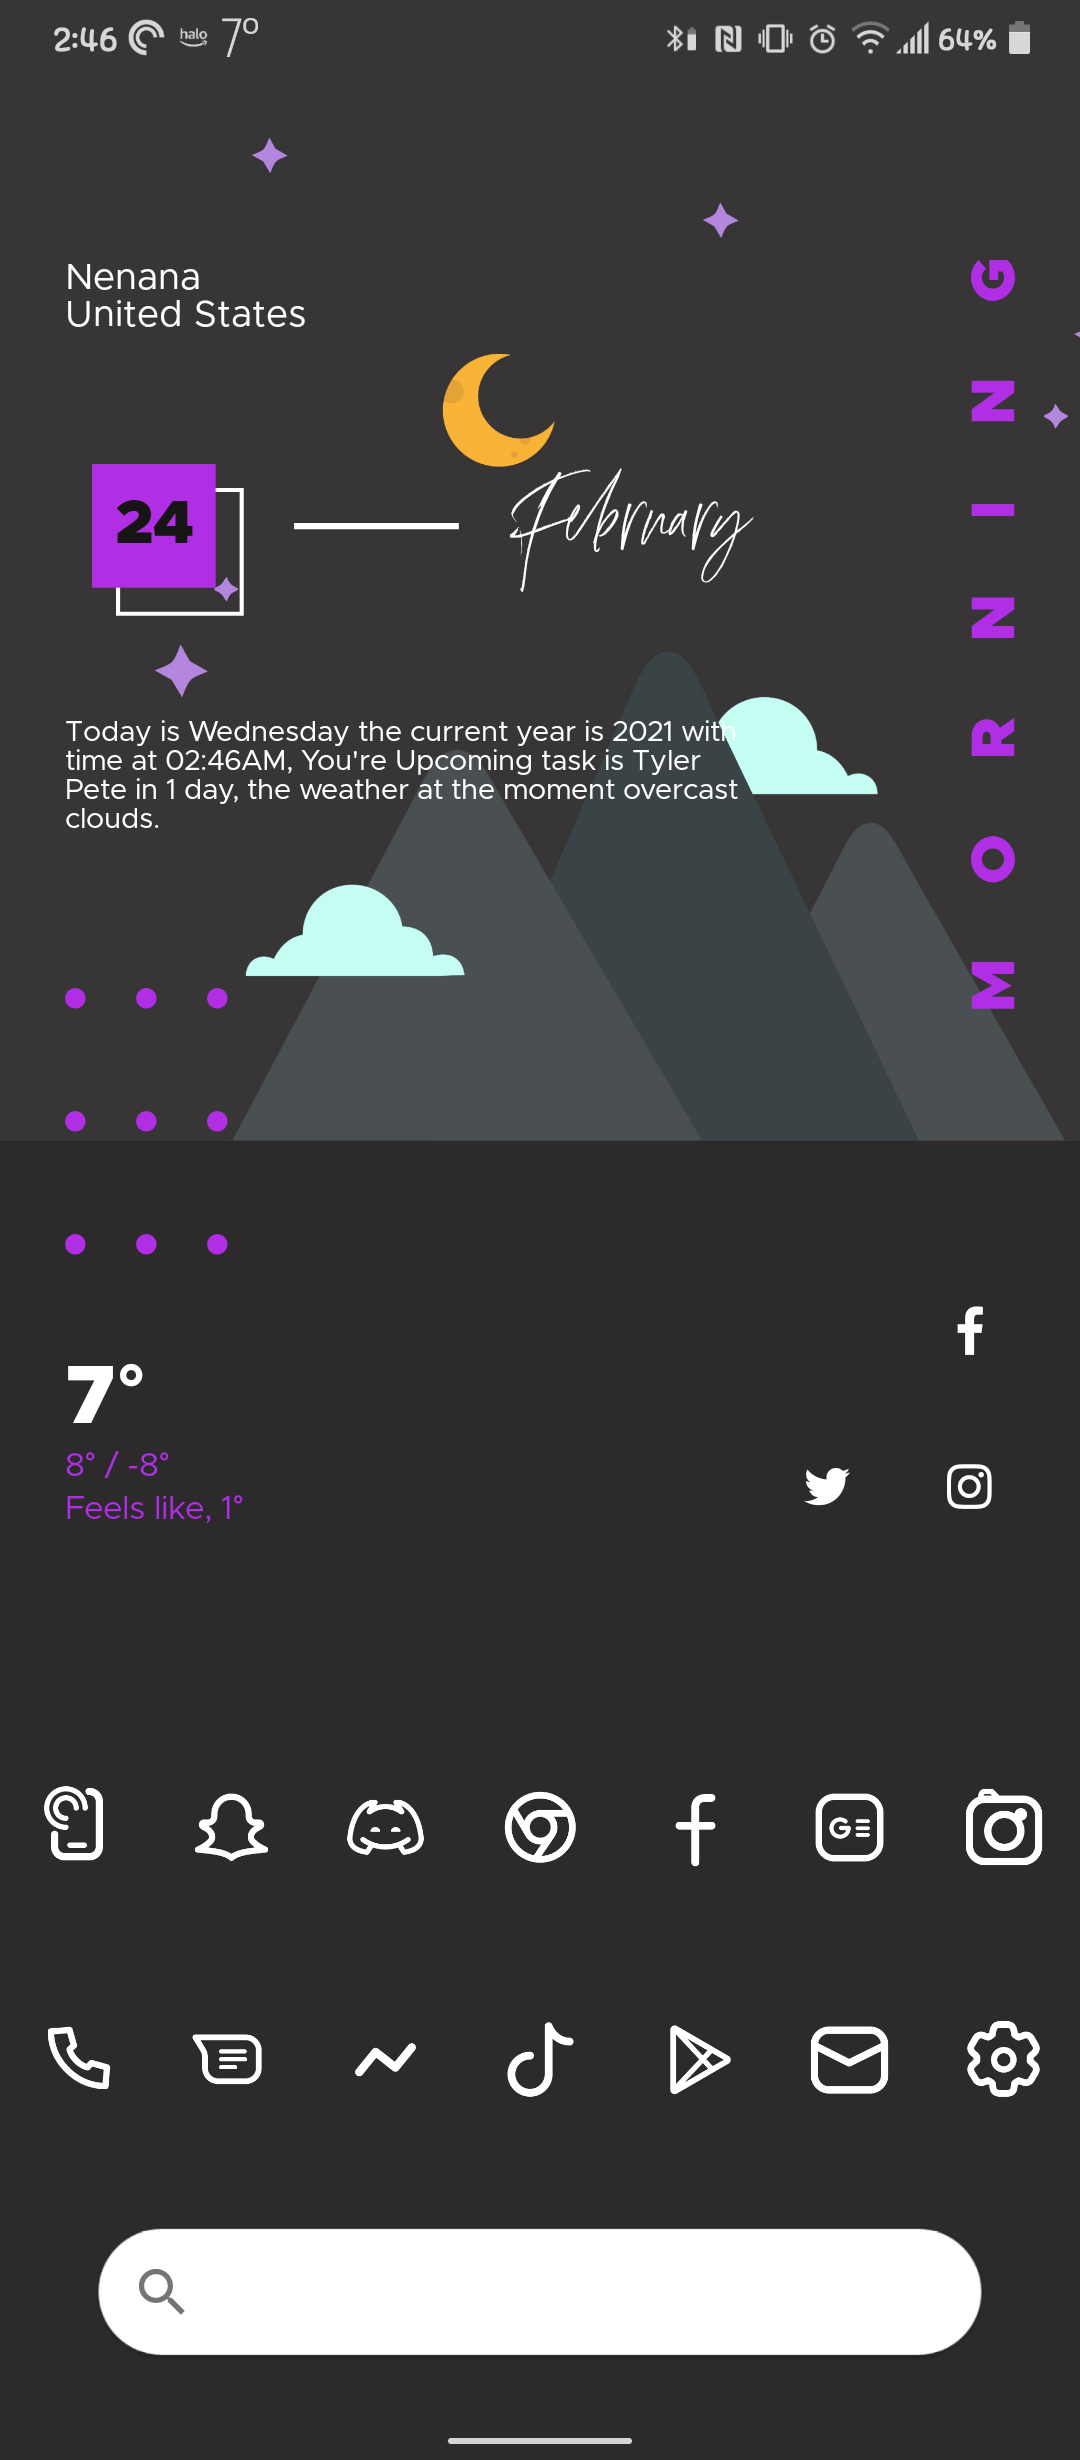 2:46 halo 7° 64%
Nenana
United States
MORNING
24
February
Today is Wednesday the current year is 2021 with
time at 02:46AM, You're Upcoming task is Tyler
Pete in 1 day, the weather at the moment overcast
clouds.
7°
8° / -8°
Feels like, 1°